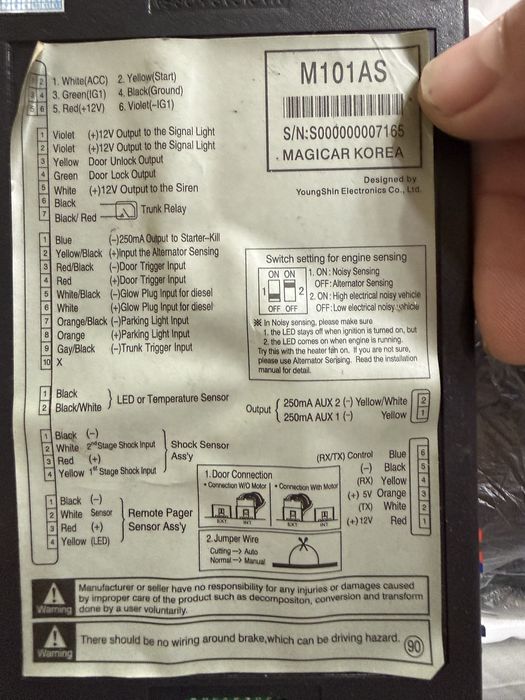 1. White(ACC) 2. Yellow(Start)
3. Green(IG1) 4. Black(Ground)
5. Red(+12V) 6. Violet(~IG1)
M101AS
S/N:S000000007165
MAGICAR KOREA
Designed by
YoungShin Electronics Co., Ltd.
1 Violet (+)12V Output to the Signal Light
2 Violet (+)12V Output to the Signal Light
3 Yellow Door Unlock Output
4 Green Door Lock Output
5 White (+)12V Output to the Siren
6 Black
7 Black/Red
Trunk Relay
1 Blue (-)250mA Output to Starter-Kill
2 Yellow/Black (+)Input the Alternator Sensing
3 Red/Black (-)Door Trigger Input
4 Red (+)Door Trigger Input
5 White/Black (-)Glow Plug Input for diesel
6 White (+)Glow Plug Input for diesel
7 Orange/Black (-)Parking Light Input
8 Orange (+)Parking Light Input
9 Gay/Black (-)Trunk Trigger Input
10 X
Switch setting for engine sensing
ON ON
1 2
OFF OFF
1. ON: Noisy Sensing
OFF: Alternator Sensing
2. ON: High electrical noisy vehicle
OFF: Low electrical noisy vehicle
※ In Noisy sensing, please make sure
1. the LED stays off when ignition is turned on, but
2. the LED comes on when engine is running.
Try this with the heater fan on. If you are not sure,
please use Alternator Sensing. Read the installation
manual for detail.
1 Black
2 Black/White
LED or Temperature Sensor
Output
250mA AUX 2 (-) Yellow/White 2
250mA AUX 1 (-) Yellow 1
1 Black (-)
2 White 2nd Stage Shock Input
3 Red (+)
4 Yellow 1st Stage Shock Input
Shock Sensor
Ass'y
(RX/TX) Control Blue 6
(-) Black 5
(RX) Yellow 4
(+) 5V Orange 3
(TX) White 2
(+)12V Red 1
1 Black (-)
2 White Sensor
3 Red (+)
4 Yellow (LED)
Remote Pager
Sensor Ass'y
1. Door Connection
• Connection W/O Motor • Connection With Motor
EXT INT EXT INT
2. Jumper Wire
Cutting -> Auto
Normal -> Manual
Warning
Manufacturer or seller have no responsibility for any injuries or damages caused
by improper care of the product such as decompositon, conversion and transform
done by a user voluntarily.
Warning
There should be no wiring around brake,which can be driving hazard. 90